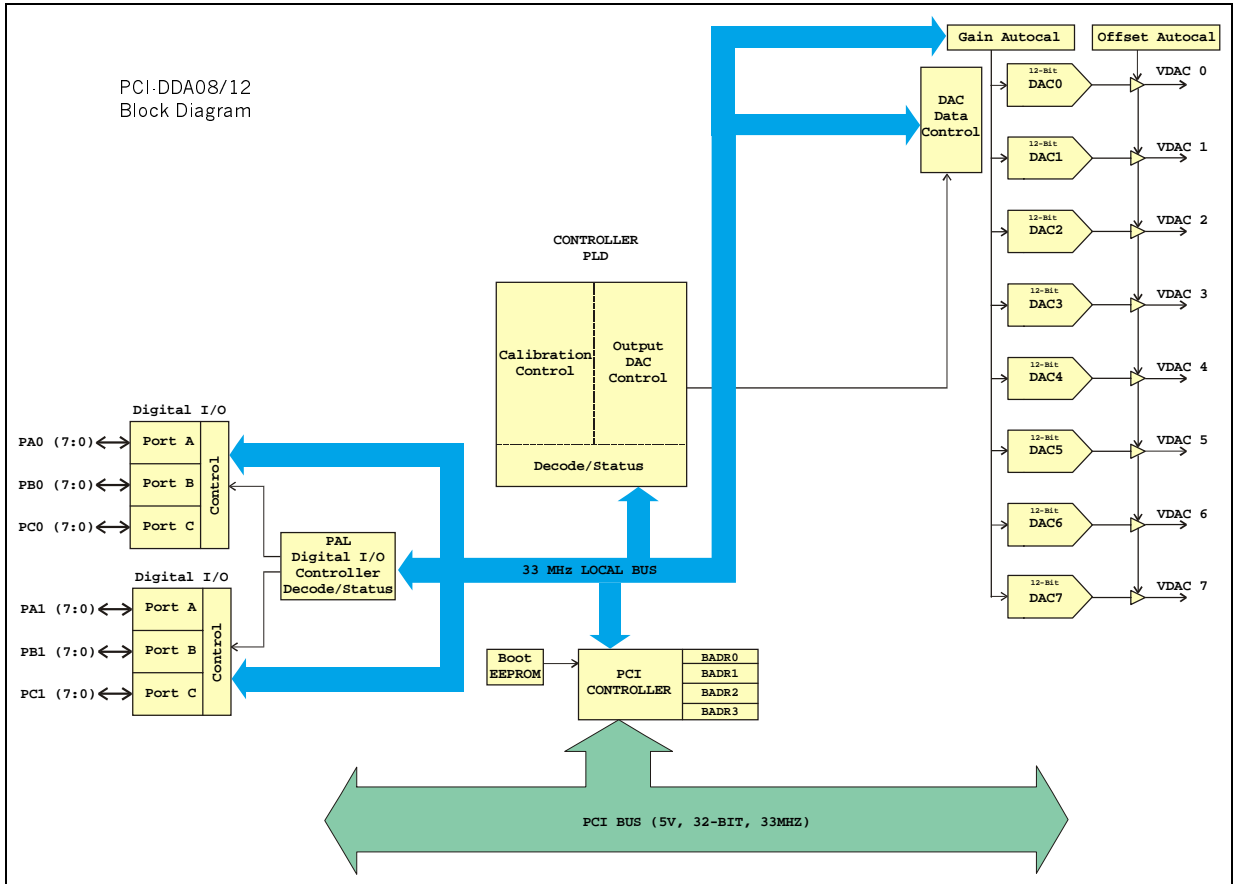 PCI-DDA08/12
Block Diagram
Gain Autocal
Offset Autocal
DAC
Data
Control
12-Bit
DAC0
VDAC 0
12-Bit
DAC1
VDAC 1
12-Bit
DAC2
VDAC 2
12-Bit
DAC3
VDAC 3
12-Bit
DAC4
VDAC 4
12-Bit
DAC5
VDAC 5
12-Bit
DAC6
VDAC 6
12-Bit
DAC7
VDAC 7
CONTROLLER
PLD
Calibration
Control
Output
DAC
Control
Decode/Status
Digital I/O
PA0 (7:0)
Port A
PB0 (7:0)
Port B
PC0 (7:0)
Port C
Control
PAL
Digital I/O
Controller
Decode/Status
33 MHz LOCAL BUS
Digital I/O
PA1 (7:0)
Port A
PB1 (7:0)
Port B
PC1 (7:0)
Port C
Control
Boot
EEPROM
PCI
CONTROLLER
BADR0
BADR1
BADR2
BADR3
PCI BUS (5V, 32-BIT, 33MHZ)